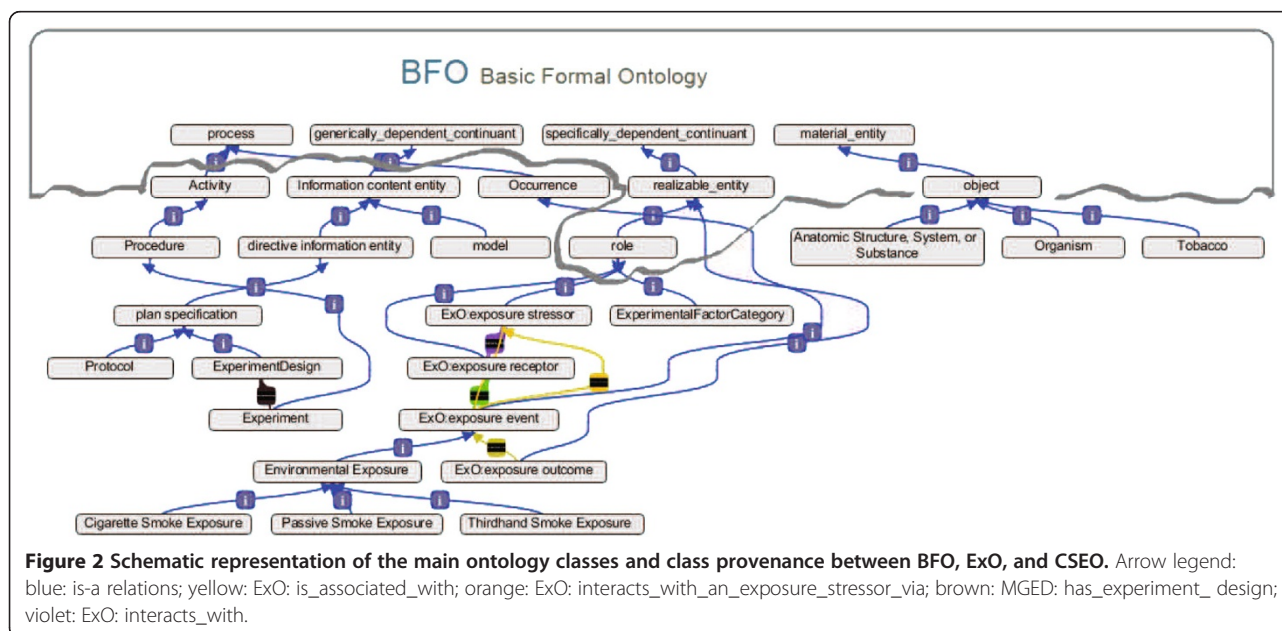 BFO Basic Formal Ontology
process
generically_dependent_continuant
specifically_dependent_continuant
material_entity
i
i
i
i
i
Activity
Information content entity
Occurrence
realizable_entity
object
i
i
i
i
i
i
Procedure
directive information entity
model
role
Anatomic Structure, System, or
Substance
Organism
Tobacco
i
i
i
i
i
plan specification
ExO:exposure stressor
ExperimentalFactorCategory
i
i
i
i
Protocol
ExperimentDesign
ExO:exposure receptor
Experiment
ExO:exposure event
i
Environmental Exposure
ExO:exposure outcome
i
i
i
Cigarette Smoke Exposure
Passive Smoke Exposure
Thirdhand Smoke Exposure
Figure 2 Schematic representation of the main ontology classes and class provenance between BFO, ExO, and CSEO. Arrow legend:
blue: is-a relations; yellow: ExO: is_associated_with; orange: ExO: interacts_with_an_exposure_stressor_via; brown: MGED: has_experiment_ design;
violet: ExO: interacts_with.